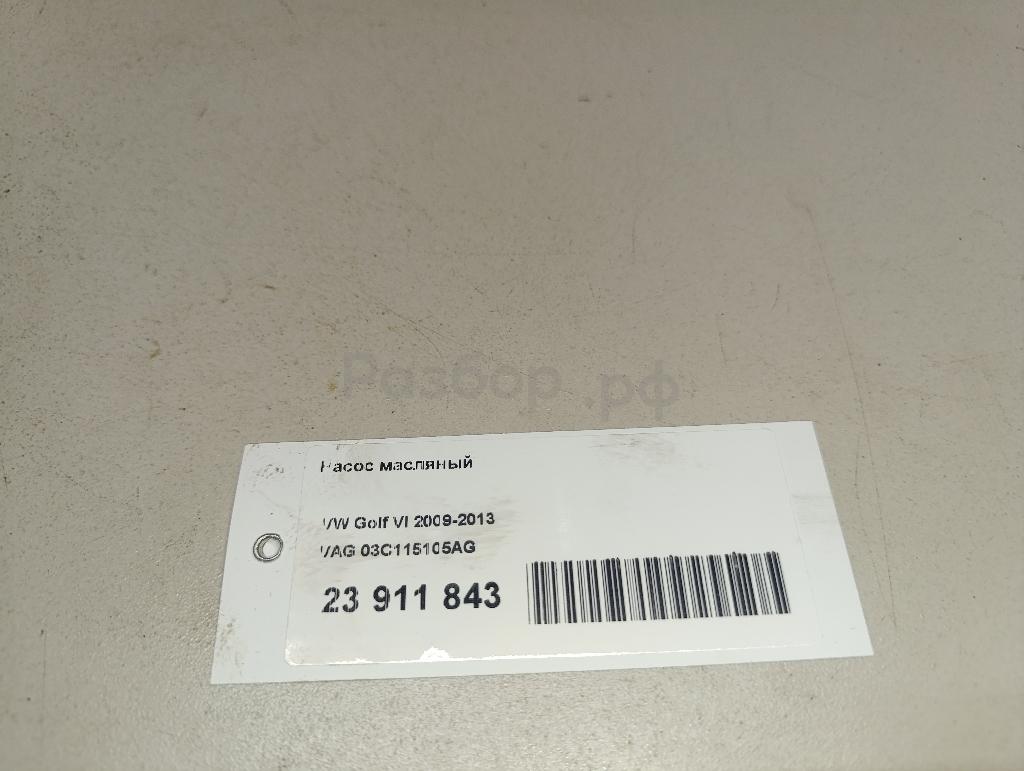 Разбор.рф
Насос масляный
VW Golf VI 2009-2013
VAG 03C115105AG
23 911 843